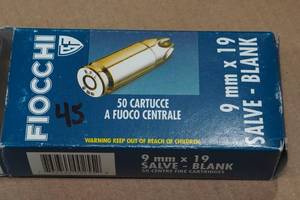 FIOCCHI
GF
45
50 CARTUCCE
A FUOCO CENTRALE
WARNING KEEP OUT OF REACH OF CHILDREN.
9 mm x 19
SALVE - BLANK
9 mm x 19
SALVE - BLANK
50 CENTRE FIRE CARTRIDGES